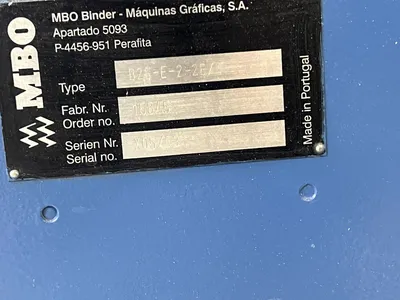 MBO
MBO Binder - Máquinas Gráficas, S.A.
Apartado 5093
P-4456-951 Perafita
Type
Fabr. Nr.
Order no.
Serien Nr.
Serial no.
Made in Portugal